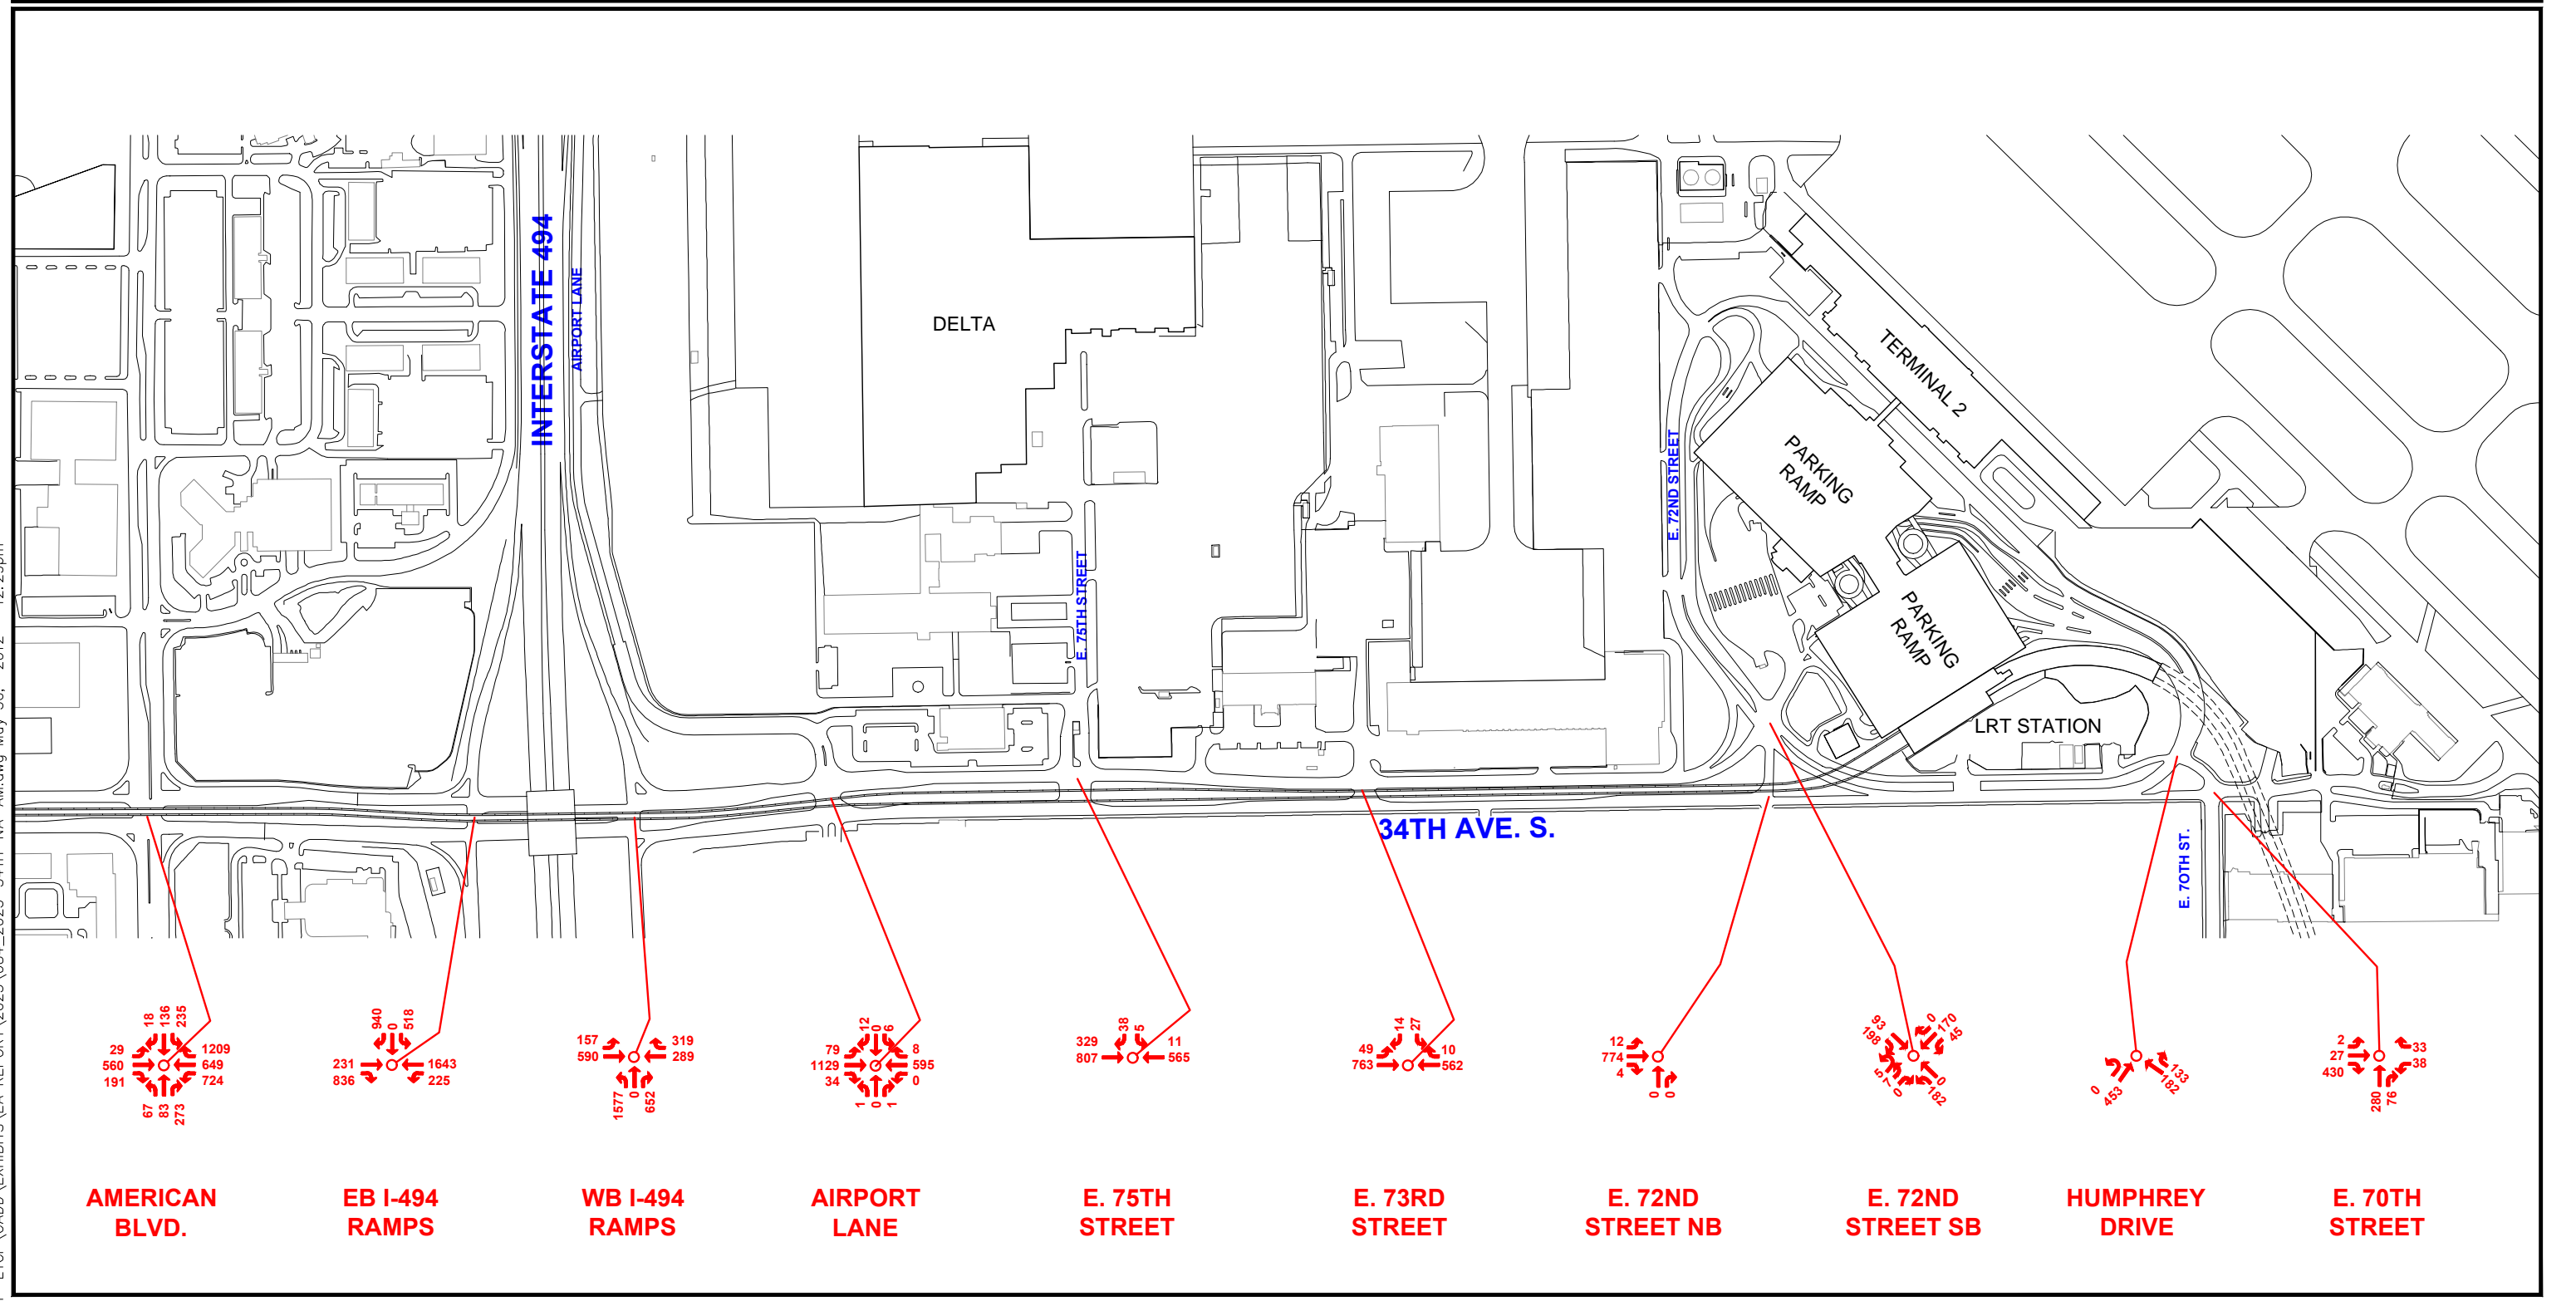 INTERSTATE 494
AIRPORT LANE
DELTA
E. 75TH STREET
E. 72ND STREET
TERMINAL 2
PARKING
RAMP
PARKING
RAMP
LRT STATION
34TH AVE. S.
E. 70TH ST.
18 136 235
29 1209
560 649
191 724
67 83 273
940 0 518
231 1643
836 225
157 319
590 289
1577 0 652
12 0 6
79 8
1129 595
34 0
1 0 1
38 5
329 11
807 565
14 27
49 10
763 562
12
774
4
0 0
93 0
198 170
45
5 0
7 182
0
0 133
453 182
2 33
27 38
430
280 76
AMERICAN
BLVD.
EB I-494
RAMPS
WB I-494
RAMPS
AIRPORT
LANE
E. 75TH
STREET
E. 73RD
STREET
E. 72ND
STREET NB
E. 72ND
STREET SB
HUMPHREY
DRIVE
E. 70TH
STREET